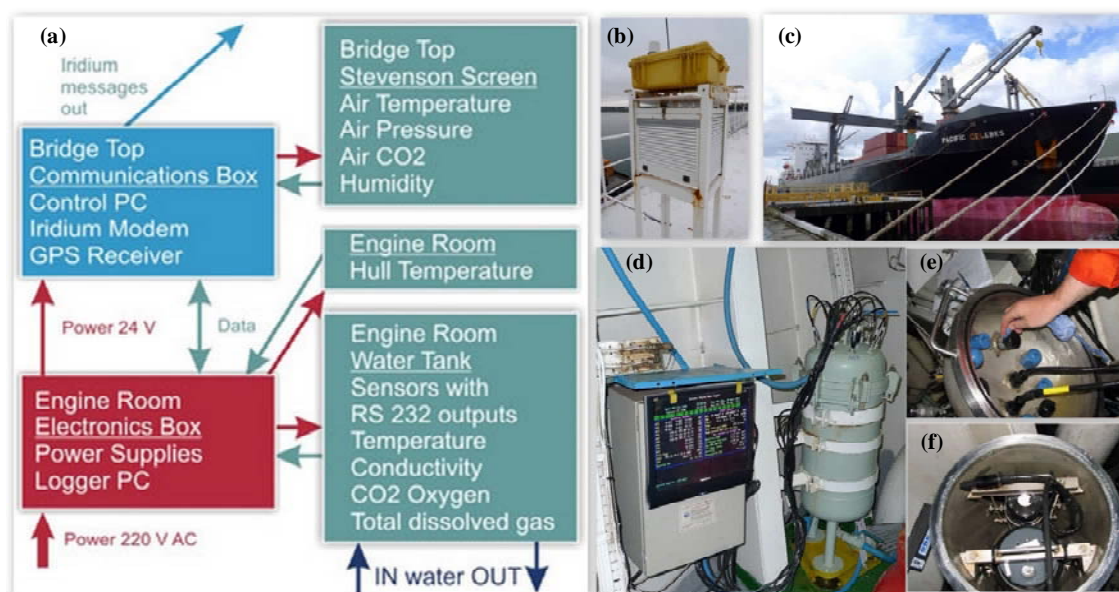 (a)
Iridium
messages
out
Bridge Top
Communications Box
Control PC
Iridium Modem
GPS Receiver
Bridge Top
Stevenson Screen
Air Temperature
Air Pressure
Air CO2
Humidity
Engine Room
Hull Temperature
Power 24 V
Data
Engine Room
Electronics Box
Power Supplies
Logger PC
Engine Room
Water Tank
Sensors with
RS 232 outputs
Temperature
Conductivity
CO2 Oxygen
Total dissolved gas
Power 220 V AC
IN water OUT
(b)
(c)
PACIFIC CELEBES
(d)
(e)
(f)